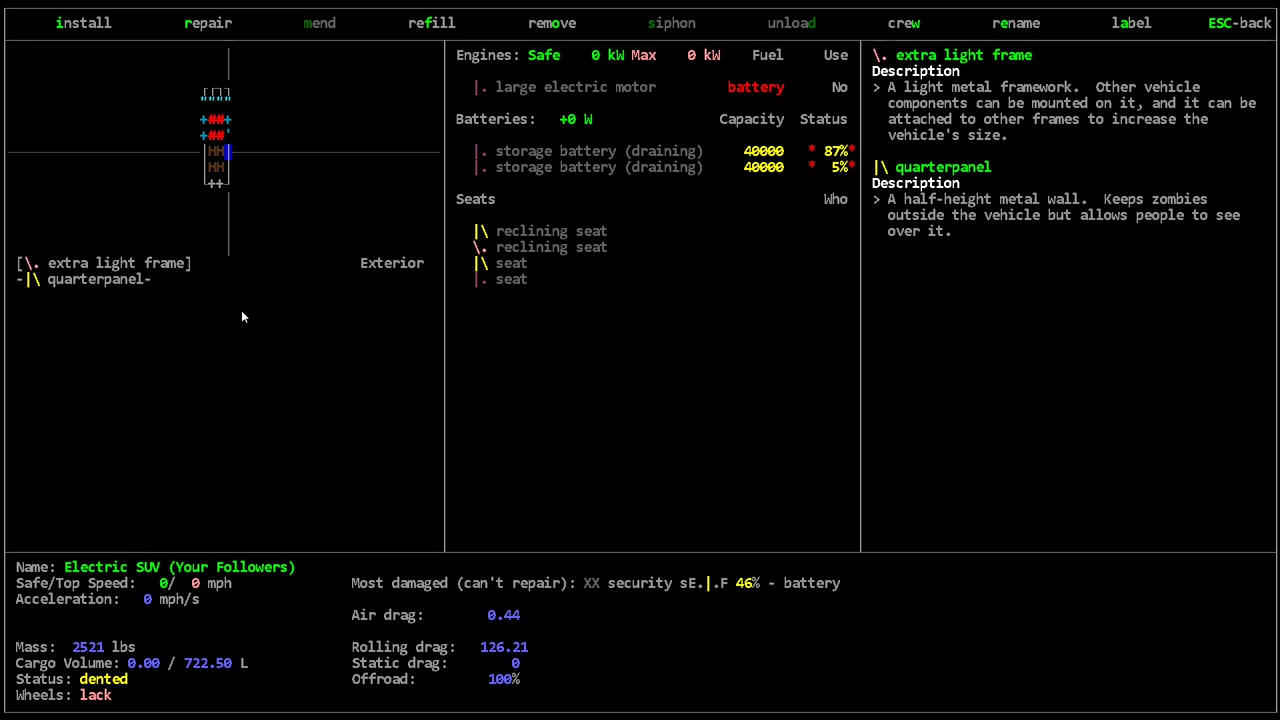 install repair mend refill remove siphon unload crew rename label ESC-back
Engines: Safe 0 kW Max 0 kW Fuel Use
|. large electric motor battery No
Batteries: +0 W Capacity Status
|. storage battery (draining) 40000 * 87%*
|. storage battery (draining) 40000 * 5%*
Seats Who
|\ reclining seat
\. reclining seat
|\ seat
|. seat
\. extra light frame
Description
> A light metal framework. Other vehicle
components can be mounted on it, and it can be
attached to other frames to increase the
vehicle's size.
|\ quarterpanel
Description
> A half-height metal wall. Keeps zombies
outside the vehicle but allows people to see
over it.
+##+
+##'
HH
HH
++
[\. extra light frame] Exterior
-|\ quarterpanel-
Name: Electric SUV (Your Followers)
Safe/Top Speed: 0/ 0 mph
Acceleration: 0 mph/s
Mass: 2521 lbs
Cargo Volume: 0.00 / 722.50 L
Status: dented
Wheels: lack
Most damaged (can't repair): XX security sE.|.F 46% - battery
Air drag: 0.44
Rolling drag: 126.21
Static drag: 0
Offroad: 100%